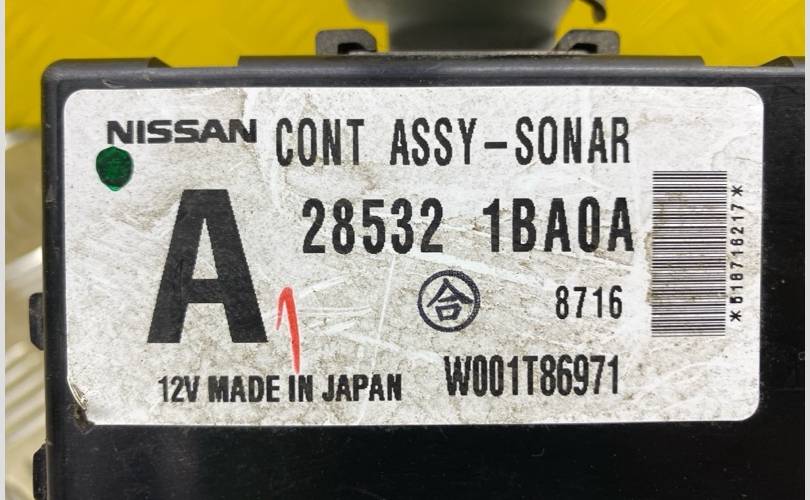 NISSAN CONT ASSY-SONAR
A
28532 1BA0A
合 8716
12V MADE IN JAPAN W001T86971